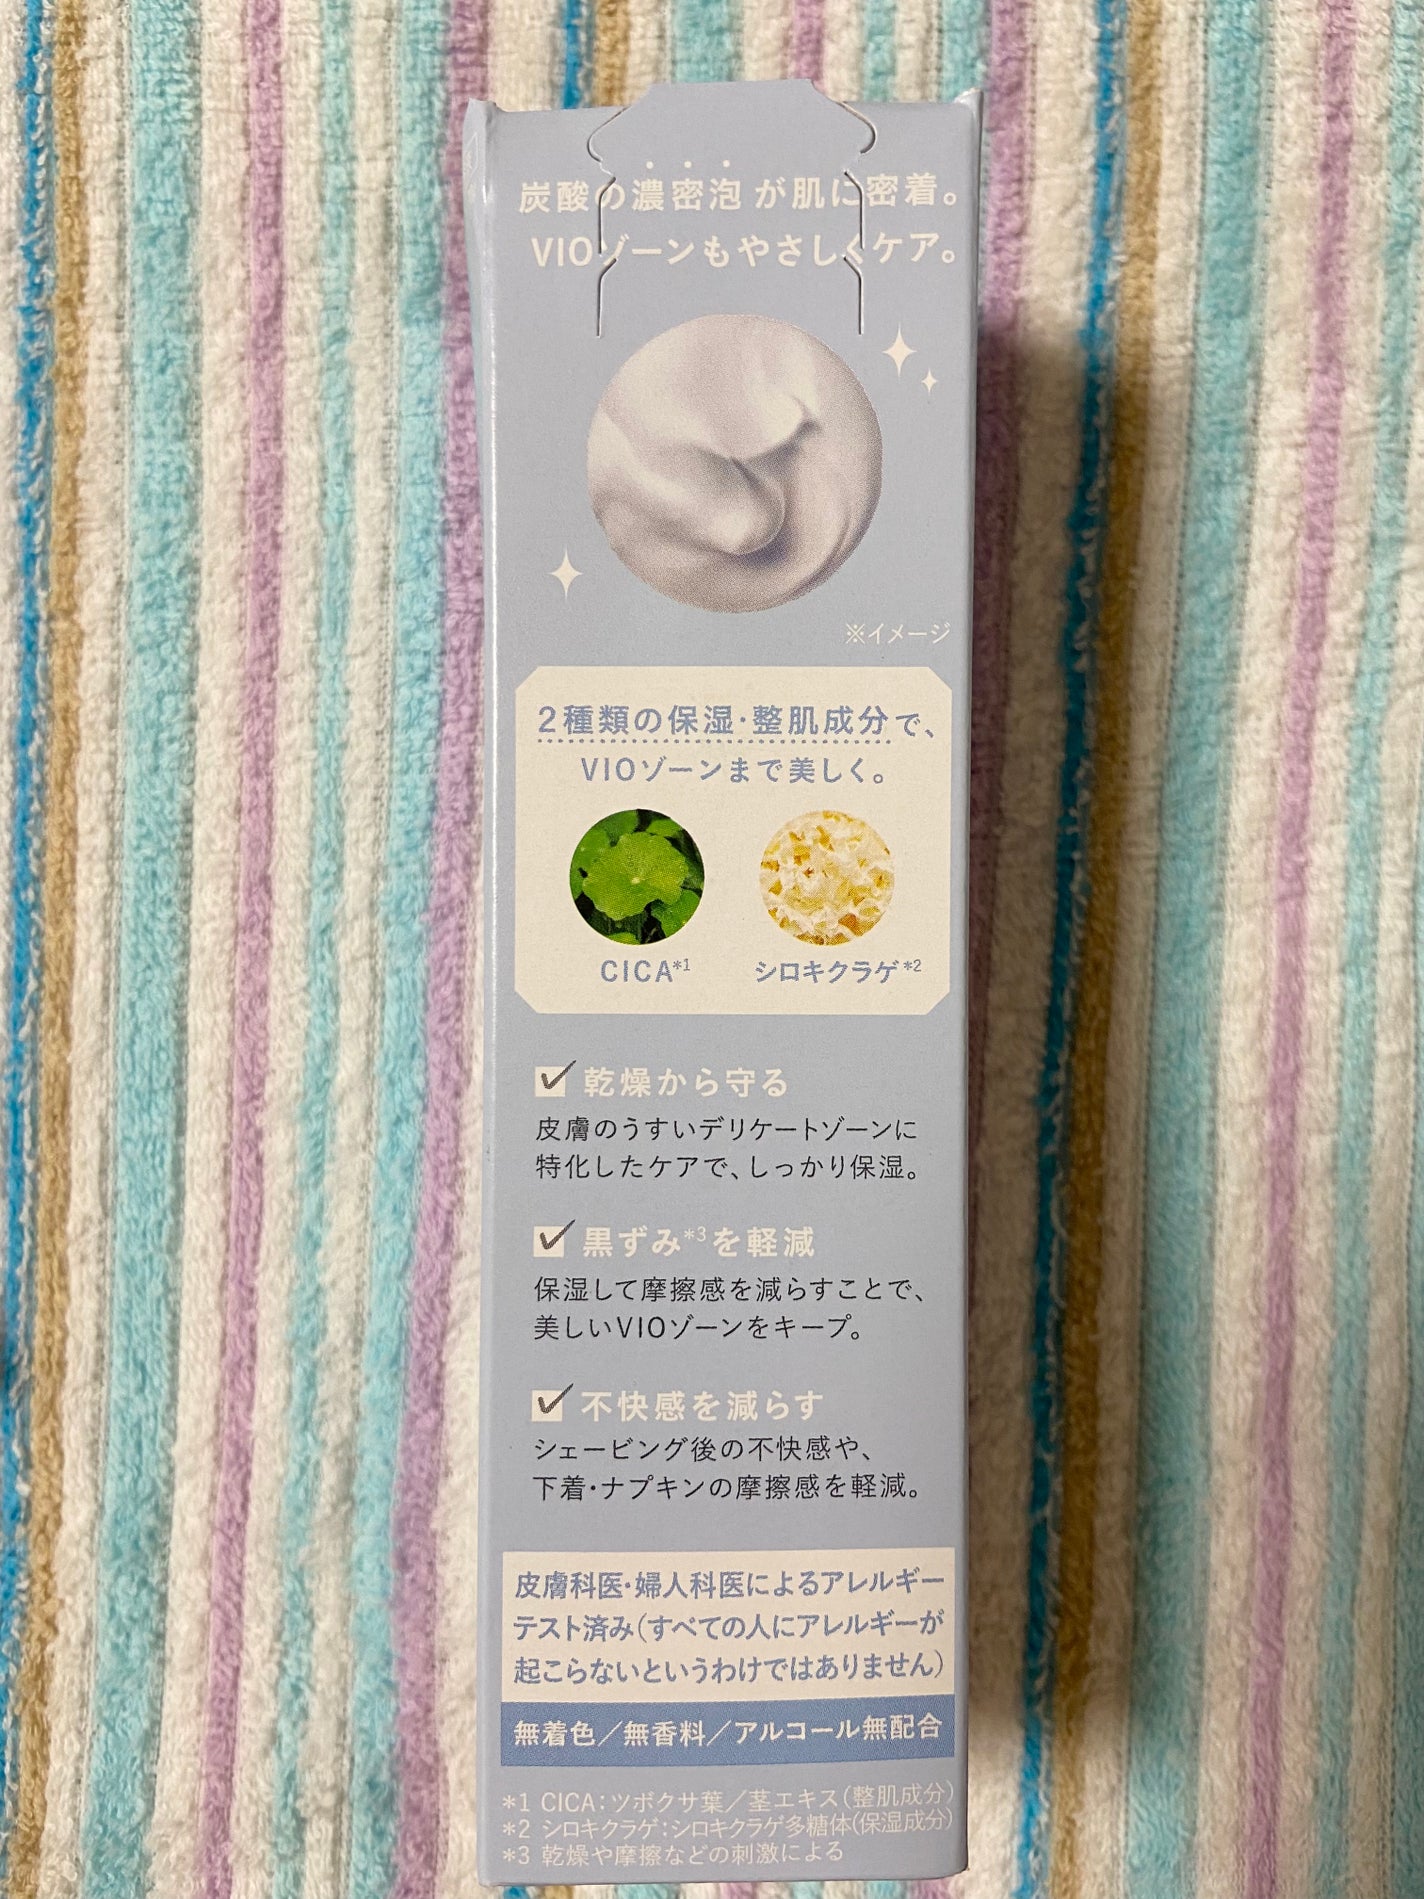 炭酸の濃密泡が肌に密着。
VIOゾーンもやさしくケア。
※イメージ
2種類の保湿・整肌成分で、
VIOゾーンまで美しく。
CICA*1 シロキクラゲ*2
乾燥から守る
皮膚のうすいデリケートゾーンに
特化したケアで、しっかり保湿。
黒ずみ*3を軽減
保湿して摩擦感を減らすことで、
美しいVIOゾーンをキープ。
不快感を減らす
シェービング後の不快感や、
下着・ナプキンの摩擦感を軽減。
皮膚科医・婦人科医によるアレルギー
テスト済み(すべての人にアレルギーが
起こらないというわけではありません)
無着色／無香料／アルコール無配合
*1 CICA：ツボクサ葉／茎エキス(整肌成分)
*2 シロキクラゲ：シロキクラゲ多糖体(保湿成分)
*3 乾燥や摩擦などの刺激による